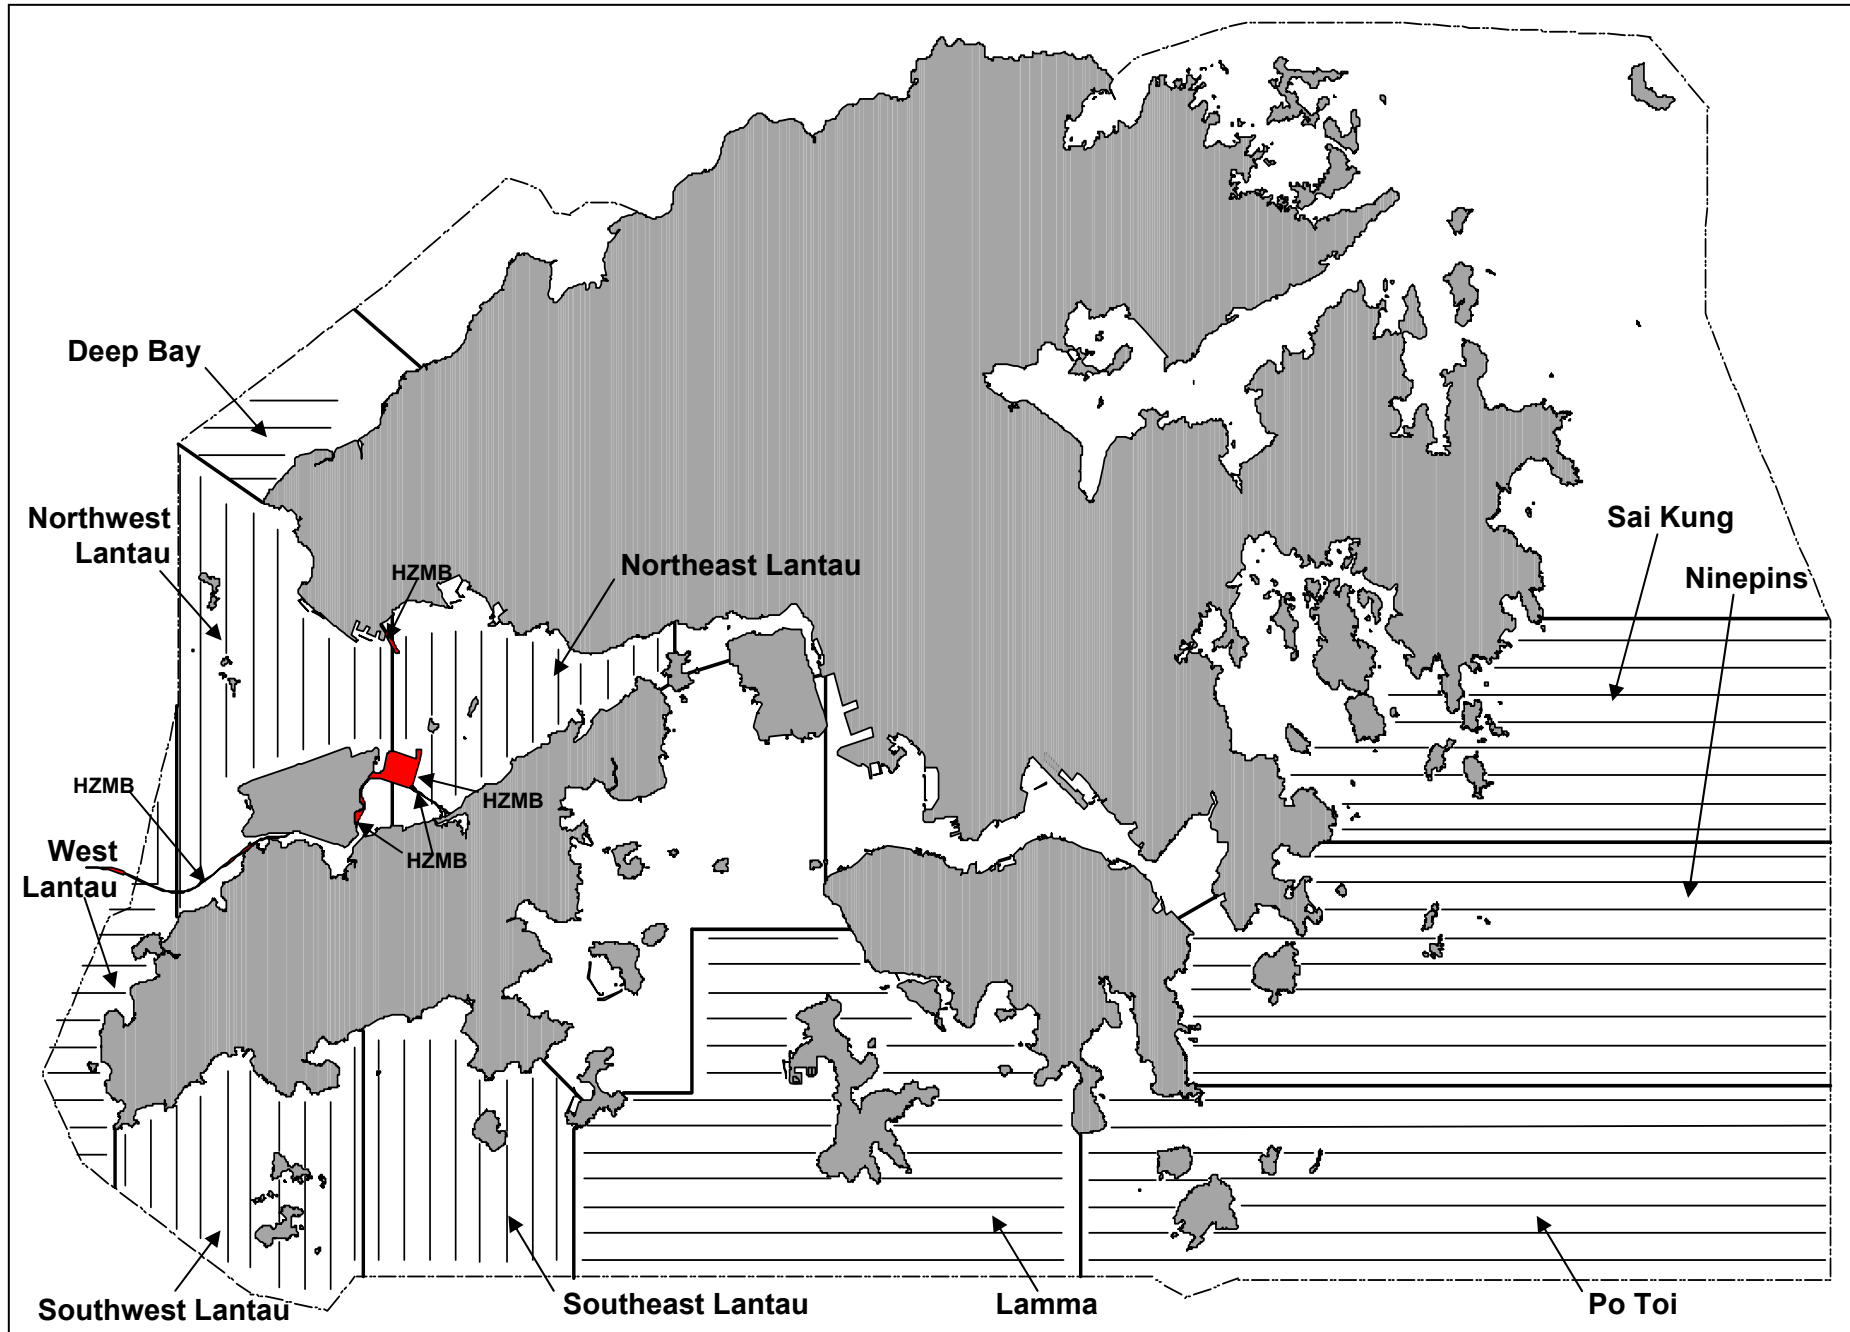 Deep Bay
Northwest
Lantau
HZMB
Northeast Lantau
Sai Kung
Ninepins
HZMB
HZMB
West
Lantau
HZMB
Southwest Lantau
Southeast Lantau
Lamma
Po Toi